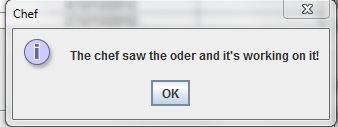 Chef
The chef saw the oder and it's working on it!
OK